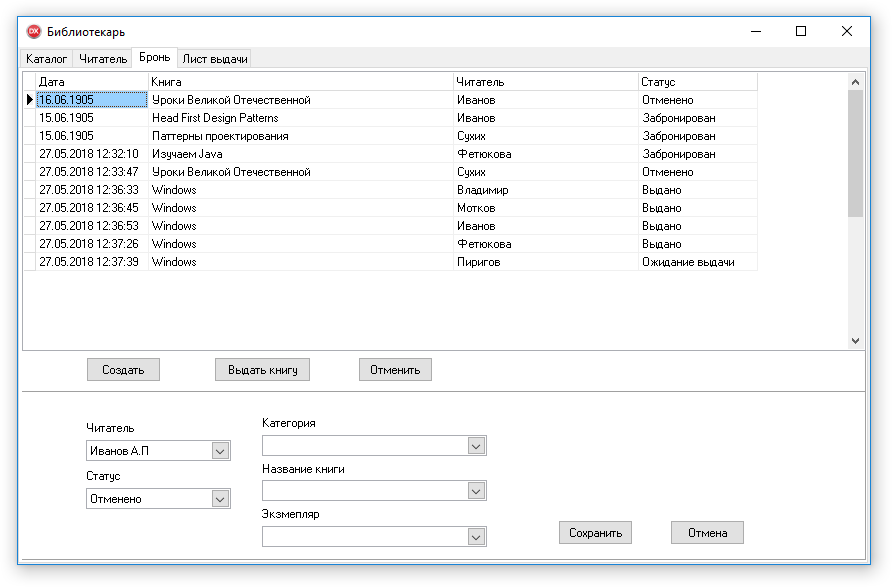 DX Библиотекарь
Каталог Читатель Бронь Лист выдачи
Дата Книга Читатель Статус
16.06.1905 Уроки Великой Отечественной Иванов Отменено
15.06.1905 Head First Design Patterns Иванов Забронирован
15.06.1905 Паттерны проектирования Сухих Забронирован
27.05.2018 12:32:10 Изучаем Java Фетюкова Забронирован
27.05.2018 12:33:47 Уроки Великой Отечественной Сухих Отменено
27.05.2018 12:36:33 Windows Владимир Выдано
27.05.2018 12:36:45 Windows Мотков Выдано
27.05.2018 12:36:53 Windows Иванов Выдано
27.05.2018 12:37:26 Windows Фетюкова Выдано
27.05.2018 12:37:39 Windows Пиригов Ожидание выдачи
Создать Выдать книгу Отменить
Читатель
Иванов А.П
Статус
Отменено
Категория
Название книги
Экзмепляр
Сохранить Отмена